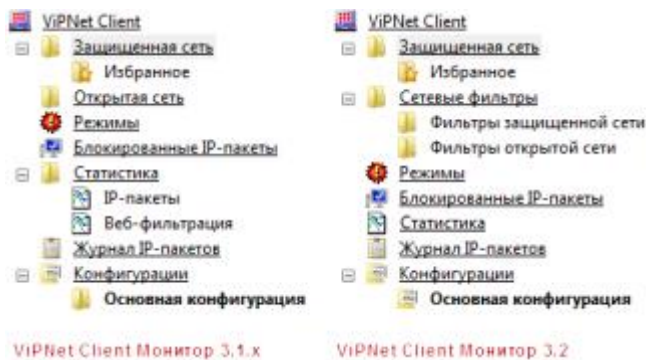 ViPNet Client
Защищенная сеть
Избранное
Открытая сеть
Режимы
Блокированные IP-пакеты
Статистика
IP-пакеты
Веб-фильтрация
Журнал IP-пакетов
Конфигурации
Основная конфигурация
ViPNet Client Монитор 3.1.x
ViPNet Client
Защищенная сеть
Избранное
Сетевые фильтры
Фильтры защищенной сети
Фильтры открытой сети
Режимы
Блокированные IP-пакеты
Статистика
Журнал IP-пакетов
Конфигурации
Основная конфигурация
ViPNet Client Монитор 3.2